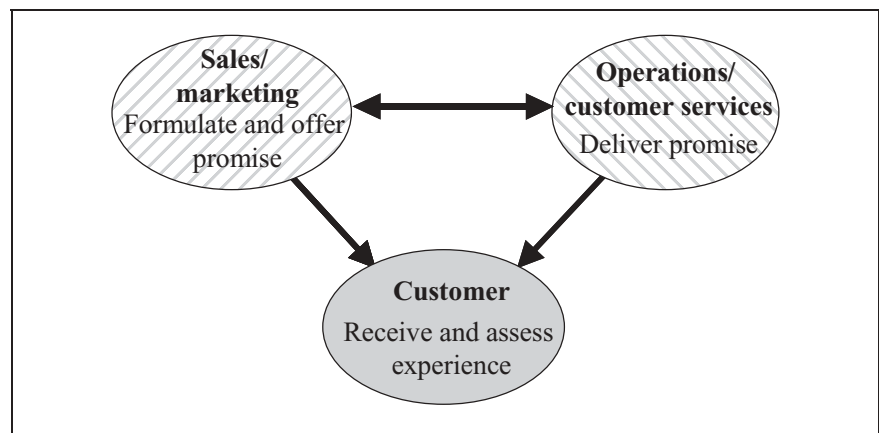 Sales/
marketing
Formulate and offer
promise
Operations/
customer services
Deliver promise
Customer
Receive and assess
experience